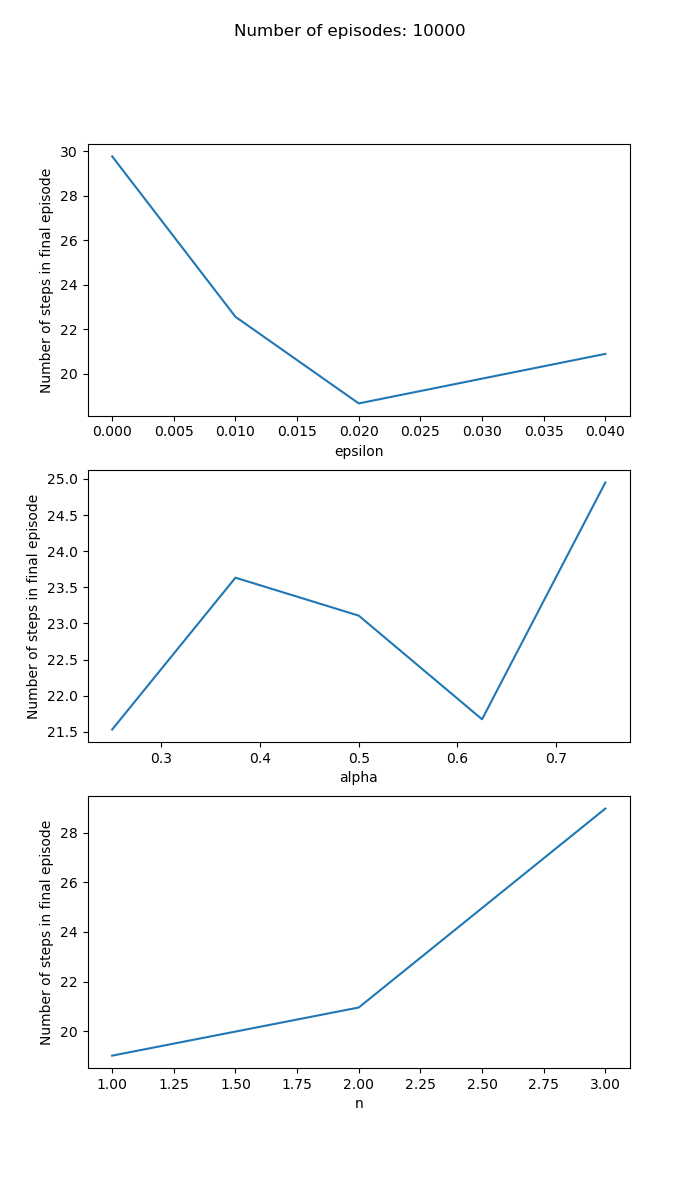 Number of episodes: 10000
Number of steps in final episode
30
28
26
24
22
20
0.000 0.005 0.010 0.015 0.020 0.025 0.030 0.035 0.040
epsilon
Number of steps in final episode
25.0
24.5
24.0
23.5
23.0
22.5
22.0
21.5
0.3 0.4 0.5 0.6 0.7
alpha
Number of steps in final episode
28
26
24
22
20
1.00 1.25 1.50 1.75 2.00 2.25 2.50 2.75 3.00
n